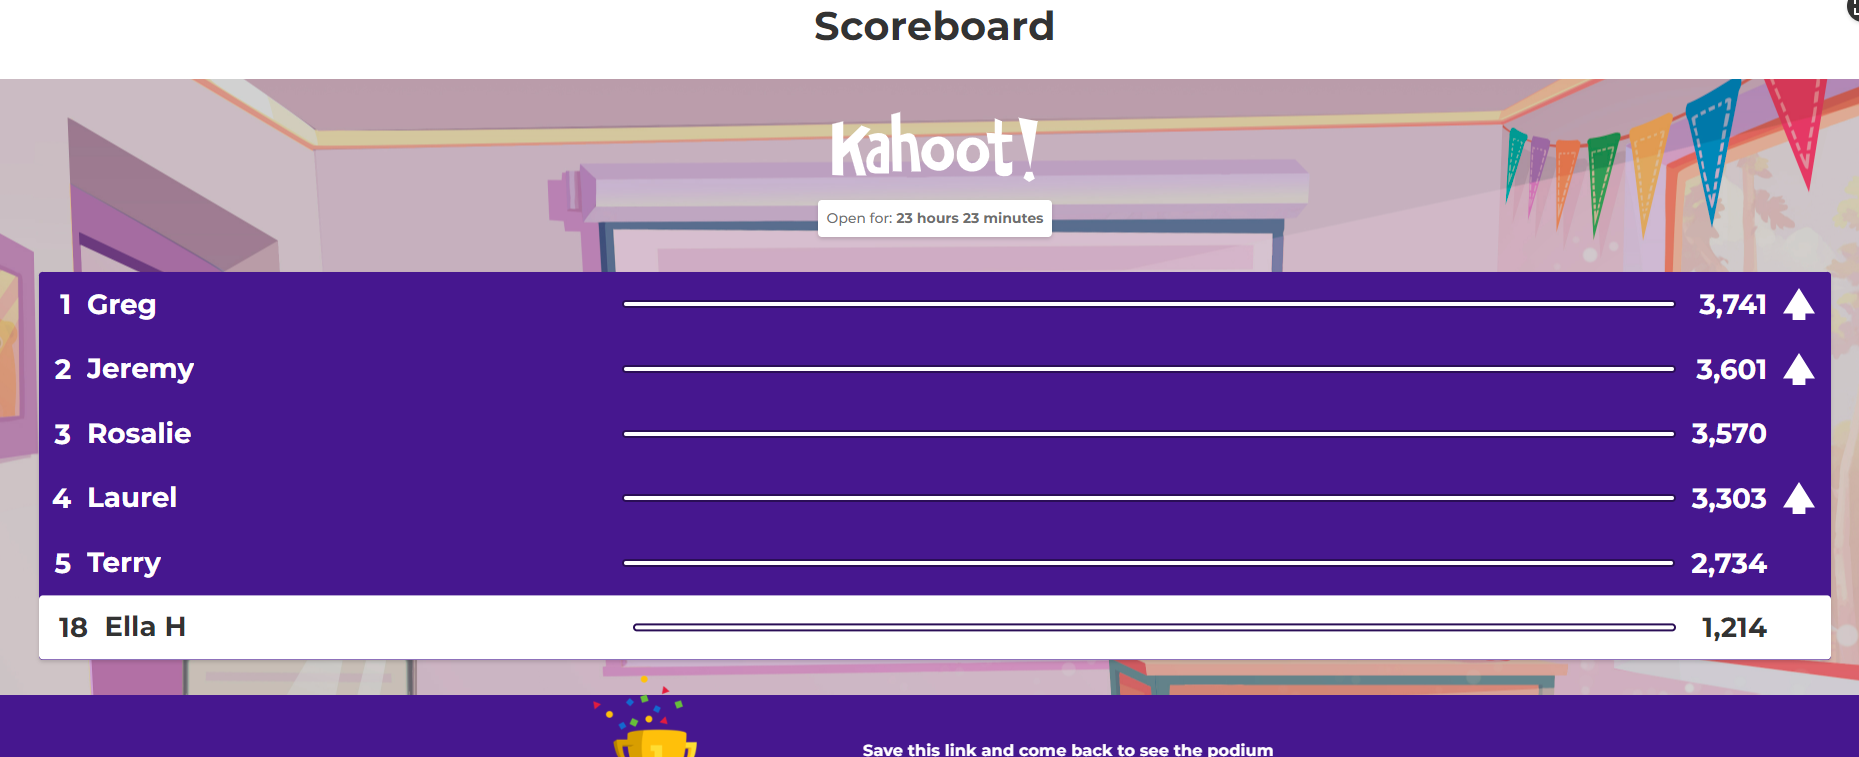 Scoreboard
Kahoot!
Open for: 23 hours 23 minutes
1 Greg 3,741
2 Jeremy 3,601
3 Rosalie 3,570
4 Laurel 3,303
5 Terry 2,734
18 Ella H 1,214
1
Save this link and come back to see the podium